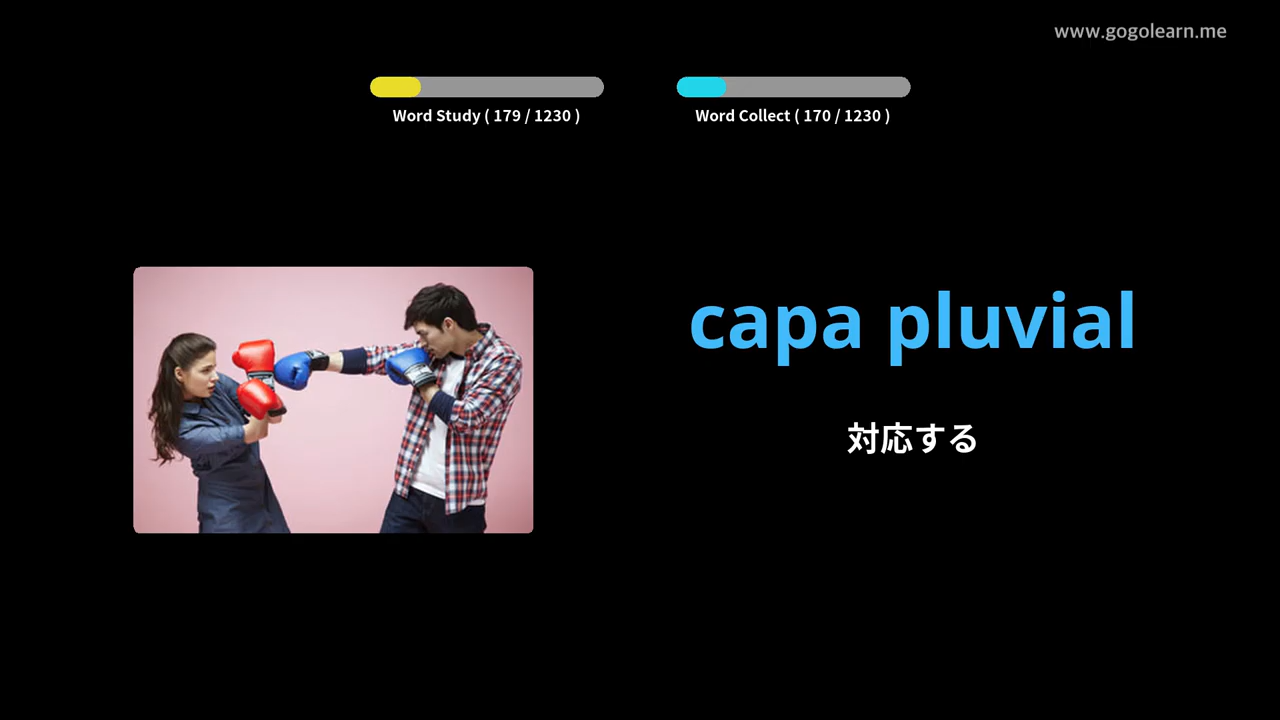 www.gogolearn.me
Word Study ( 179 / 1230 )
Word Collect ( 170 / 1230 )
capa pluvial
対応する